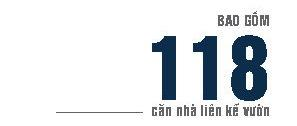 BAO GỒM
118
căn nhà liên kế vườn